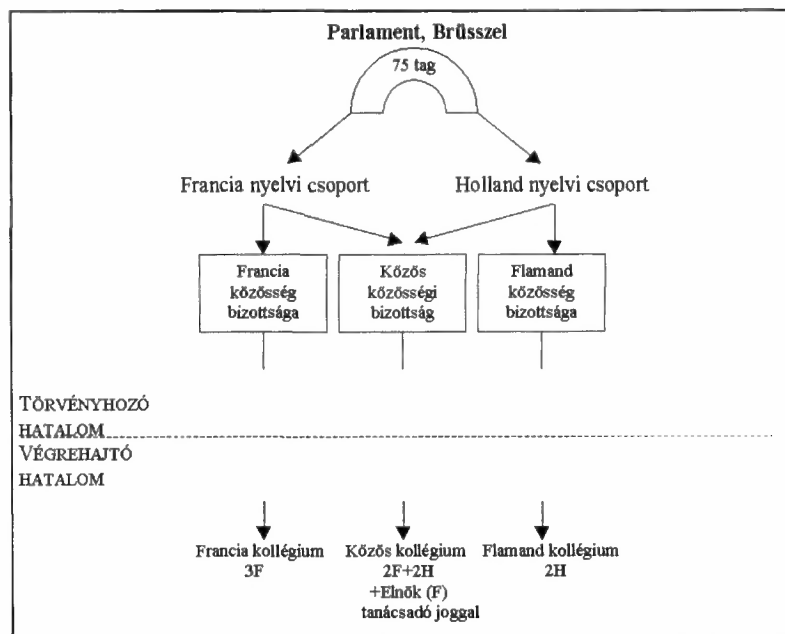 Parlament, Brüsszel
75 tag
Francia nyelvi csoport
Holland nyelvi csoport
Francia
közösség
bizottsága
Közös
közösségi
bizottság
Flamand
közösség
bizottsága
TÖRVÉNYHOZÓ
HATALOM
VÉGREHAJTÓ
HATALOM
Francia kollégium
3F
Közös kollégium
2F+2H
+Elnök (F)
tanácsadó joggal
Flamand kollégium
2H